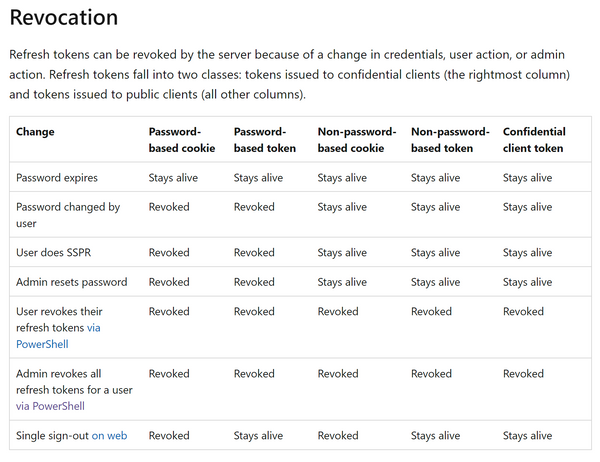 Revocation
Refresh tokens can be revoked by the server because of a change in credentials, user action, or admin
action. Refresh tokens fall into two classes: tokens issued to confidential clients (the rightmost column)
and tokens issued to public clients (all other columns).
Change Password-based cookie Password-based token Non-password-based cookie Non-password-based token Confidential client token
Password expires Stays alive Stays alive Stays alive Stays alive Stays alive
Password changed by user Revoked Revoked Stays alive Stays alive Stays alive
User does SSPR Revoked Revoked Stays alive Stays alive Stays alive
Admin resets password Revoked Revoked Stays alive Stays alive Stays alive
User revokes their refresh tokens via PowerShell Revoked Revoked Revoked Revoked Revoked
Admin revokes all refresh tokens for a user via PowerShell Revoked Revoked Revoked Revoked Revoked
Single sign-out on web Revoked Stays alive Revoked Stays alive Stays alive